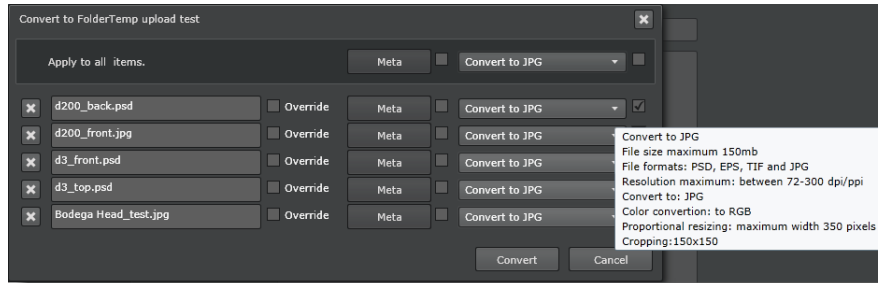 Convert to FolderTemp upload test
Apply to all items. Meta Convert to JPG
d200_back.psd Override Meta Convert to JPG
d200_front.jpg Override Meta Convert to JPG
d3_front.psd Override Meta Convert to JPG
d3_top.psd Override Meta Convert to JPG
Bodega Head_test.jpg Override Meta Convert to JPG
Convert to JPG
File size maximum 150mb
File formats: PSD, EPS, TIF and JPG
Resolution maximum: between 72-300 dpi/ppi
Convert to: JPG
Color convertion: to RGB
Proportional resizing: maximum width 350 pixels
Cropping:150x150
Convert Cancel